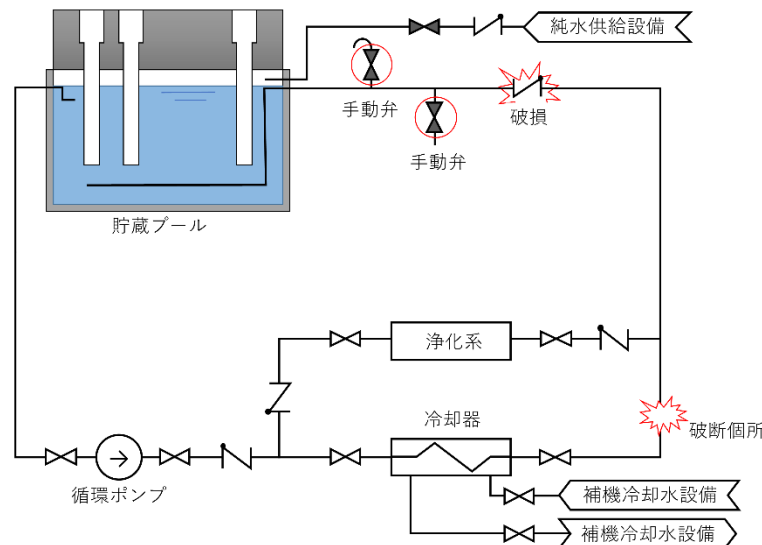 純水供給設備
手動弁
破損
手動弁
貯蔵プール
浄化系
冷却器
破断個所
循環ポンプ
補機冷却水設備
補機冷却水設備